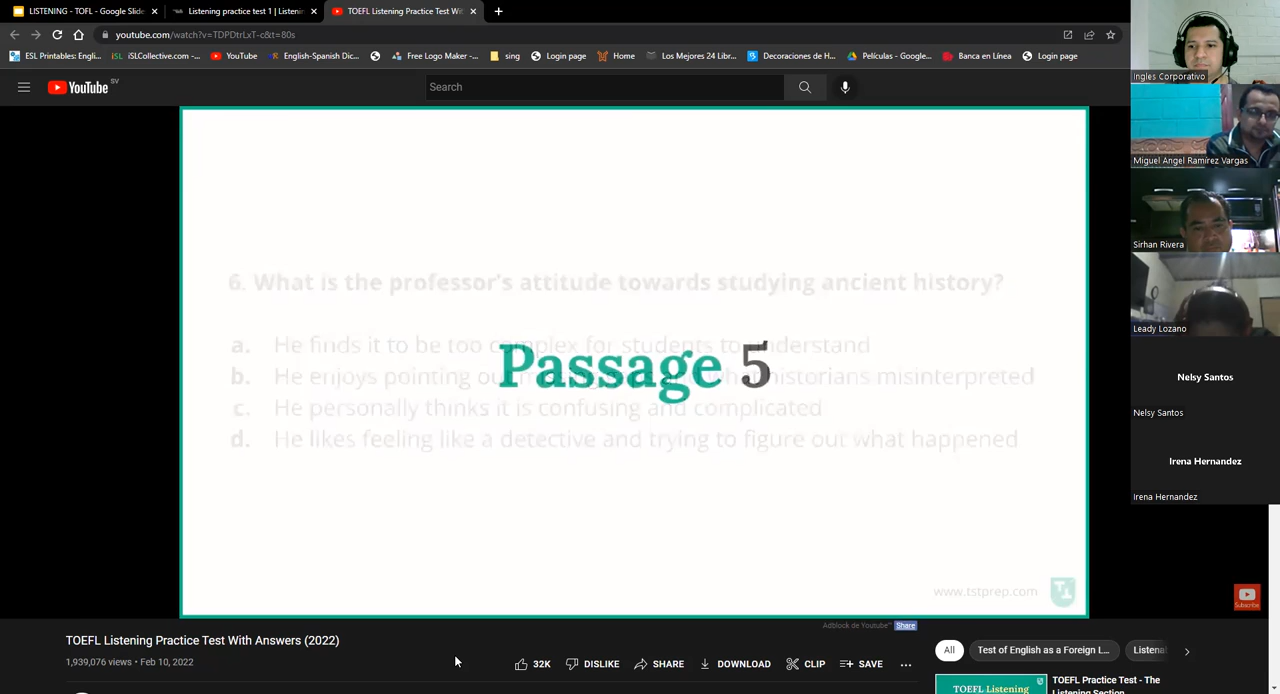 LISTENING - TOFL - Google Slide
Listening practice test 1 | Listenin
TOEFL Listening Practice Test Wi
youtube.com/watch?v=TDPDtrLxT-c&t=80s
ESL Printables: Engli...
iSLCollective.com -...
YouTube
English-Spanish Dic...
Free Logo Maker -...
sing
Login page
Home
Los Mejores 24 Libr...
Decoraciones de H...
Películas - Google...
Banca en Línea
Login page
YouTube SV
Search
6. What is the professor's attitude towards studying ancient history?
a. He finds it to be too complex for students to understand
Passage 5
b. He enjoys pointing out what historians misinterpreted
c. He personally thinks it is confusing and complicated
d. He likes feeling like a detective and trying to figure out what happened
www.tstprep.com
Subscribe
Adblock de Youtube™ Share
TOEFL Listening Practice Test With Answers (2022)
1,939,076 views • Feb 10, 2022
32K
DISLIKE
SHARE
DOWNLOAD
CLIP
SAVE
All
Test of English as a Foreign L...
Listena
TOEFL Listening
TOEFL Practice Test - The
Listening Section
Ingles Corporativo
Miguel Angel Ramirez Vargas
Sirhan Rivera
Leady Lozano
Nelsy Santos
Nelsy Santos
Irena Hernandez
Irena Hernandez